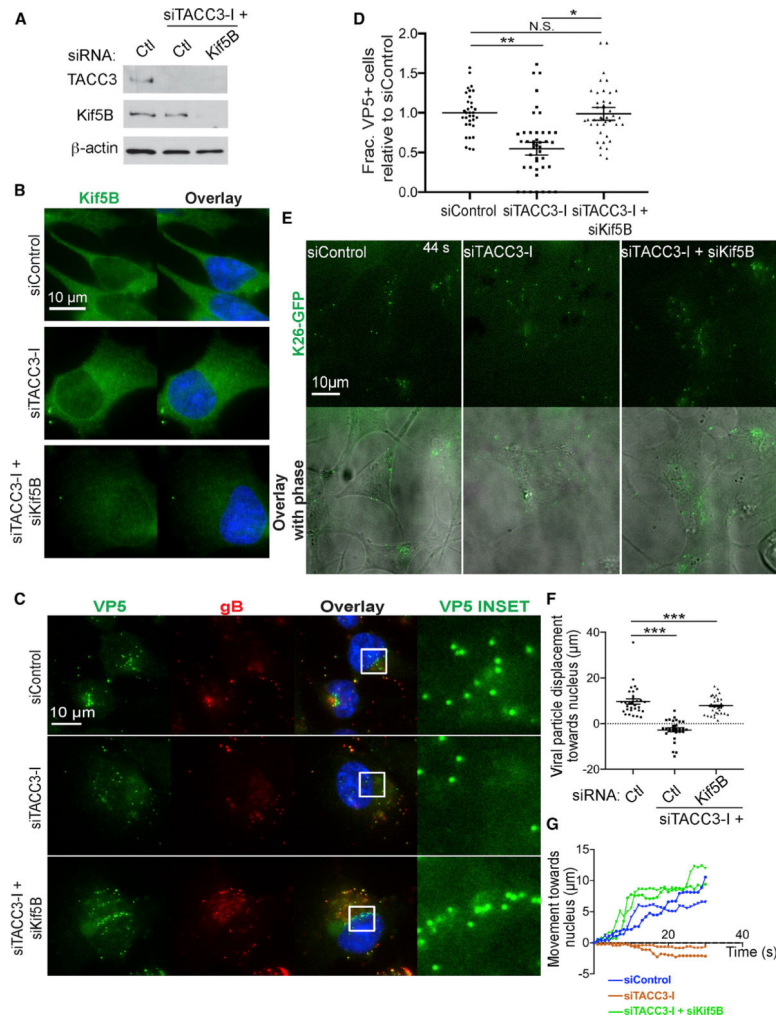 A
siTACC3-I +
siRNA: Ctl Ctl Kif5B
TACC3
Kif5B
β-actin
B
Kif5B Overlay
siControl
10 µm
siTACC3-I
siTACC3-I +
siKif5B
C
VP5 gB Overlay VP5 INSET
siControl
10 µm
siTACC3-I
siTACC3-I +
siKif5B
D
*
N.S.
**
Frac. VP5+ cells
relative to siControl
2.0
1.5
1.0
0.5
0.0
siControl siTACC3-I siTACC3-I +
siKif5B
E
siControl 44 s siTACC3-I siTACC3-I + siKif5B
K26-GFP
10µm
Overlay
with phase
F
***
***
Viral particle displacement
towards nucleus (µm)
40
20
0
-20
siRNA: Ctl Ctl Kif5B
siTACC3-I +
G
Movement towards
nucleus (µm)
15
10
5
0
-5
20 40
Time (s)
siControl
siTACC3-I
siTACC3-I + siKif5B